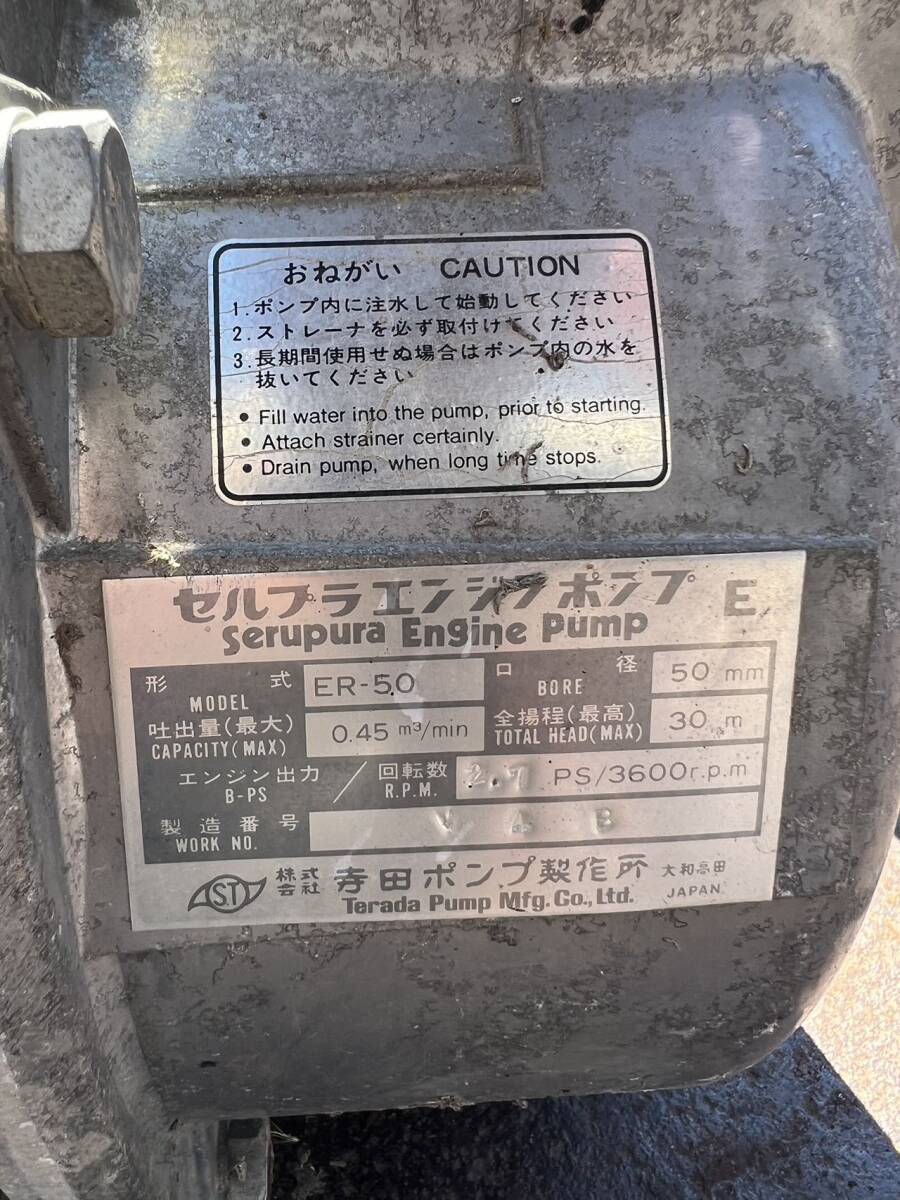 おねがい CAUTION
1. ポンプ内に注水して始動してください
2. ストレーナを必ず取付けてください
3. 長期間使用せぬ場合はポンプ内の水を
抜いてください
• Fill water into the pump, prior to starting.
• Attach strainer certainly.
• Drain pump, when long time stops.
セルプラエンジンポンプ E
Serupura Engine Pump
形式 MODEL ER-50
口径 BORE 50 mm
吐出量(最大) CAPACITY(MAX) 0.45 m³/min
全揚程(最高) TOTAL HEAD(MAX) 30 m
エンジン出力 B-PS / 回転数 R.P.M. 2.7 PS/3600r.p.m
製造番号 WORK NO.
ST 株式会社 寺田ポンプ製作所 大和高田
Terada Pump Mfg. Co., Ltd. JAPAN